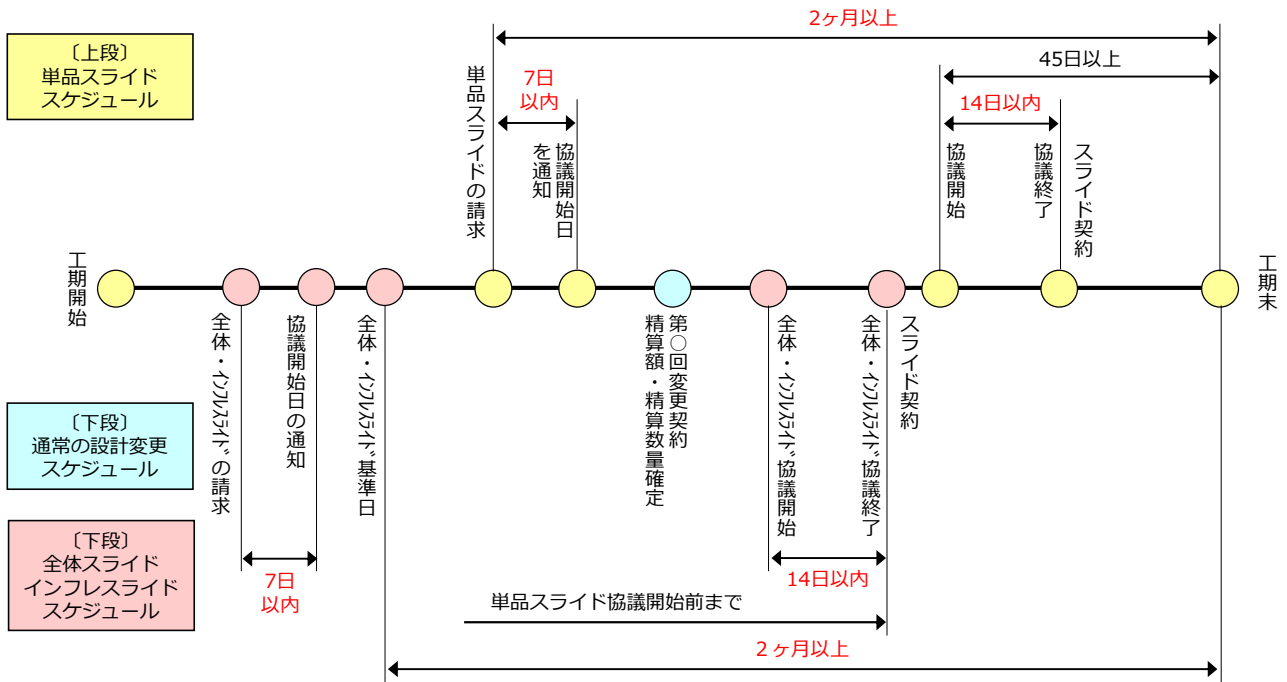 2ヶ月以上
〔上段〕
単品スライド
スケジュール
45日以上
7日
以内
14日以内
単品スライドの請求
協議開始日
を通知
協議開始
協議終了
スライド契約
工期開始
工期末
全体・インフレスライドの請求
協議開始日の通知
全体・インフレスライド基準日
第〇回変更契約
精算額・精算数量確定
全体・インフレスライド協議開始
スライド契約
全体・インフレスライド協議終了
〔下段〕
通常の設計変更
スケジュール
〔下段〕
全体スライド
インフレスライド
スケジュール
7日
以内
14日以内
単品スライド協議開始前まで
２ヶ月以上